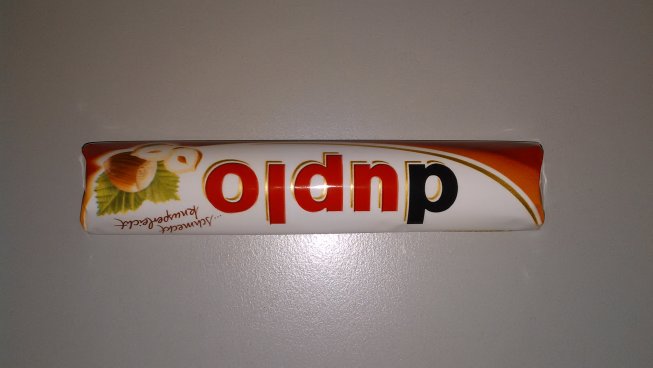 duplo
...schmeckt
knusperleicht